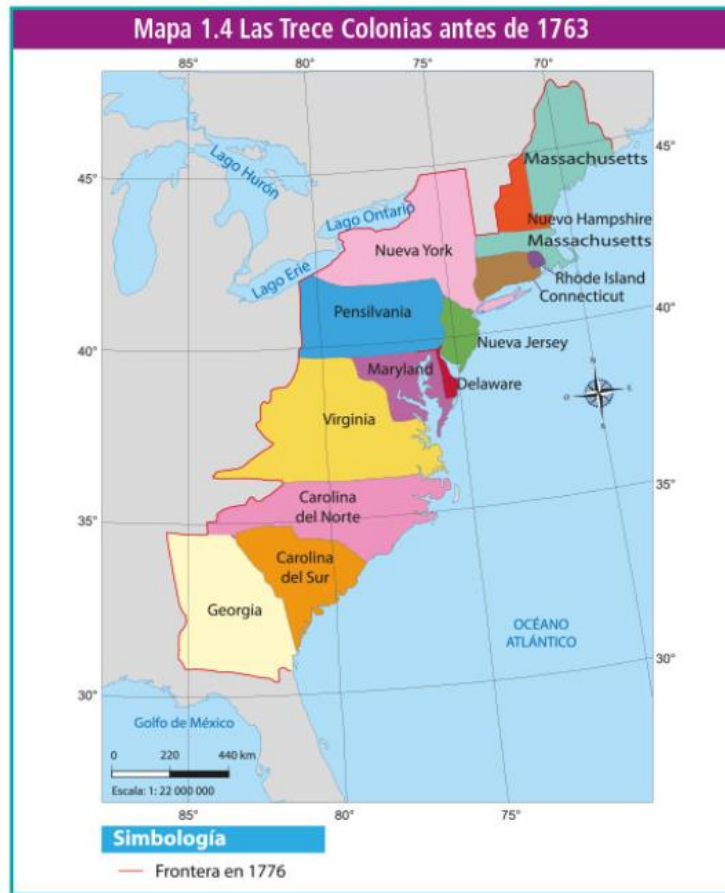 Mapa 1.4 Las Trece Colonias antes de 1763
85°
80°
75°
70°
Lago Hurón
Massachusetts
45°
45°
Lago Ontario
Nuevo Hampshire
Nueva York
Massachusetts
Lago Erie
Rhode Island
Connecticut
Pensilvania
40°
Nueva Jersey
40°
Maryland
Delaware
N
O
E
S
Virginia
35°
Carolina
del Norte
35°
Carolina
del Sur
Georgia
OCÉANO
ATLÁNTICO
30°
30°
Golfo de México
0 220 440 km
Escala: 1: 22 000 000
85°
80°
75°
Simbología
Frontera en 1776